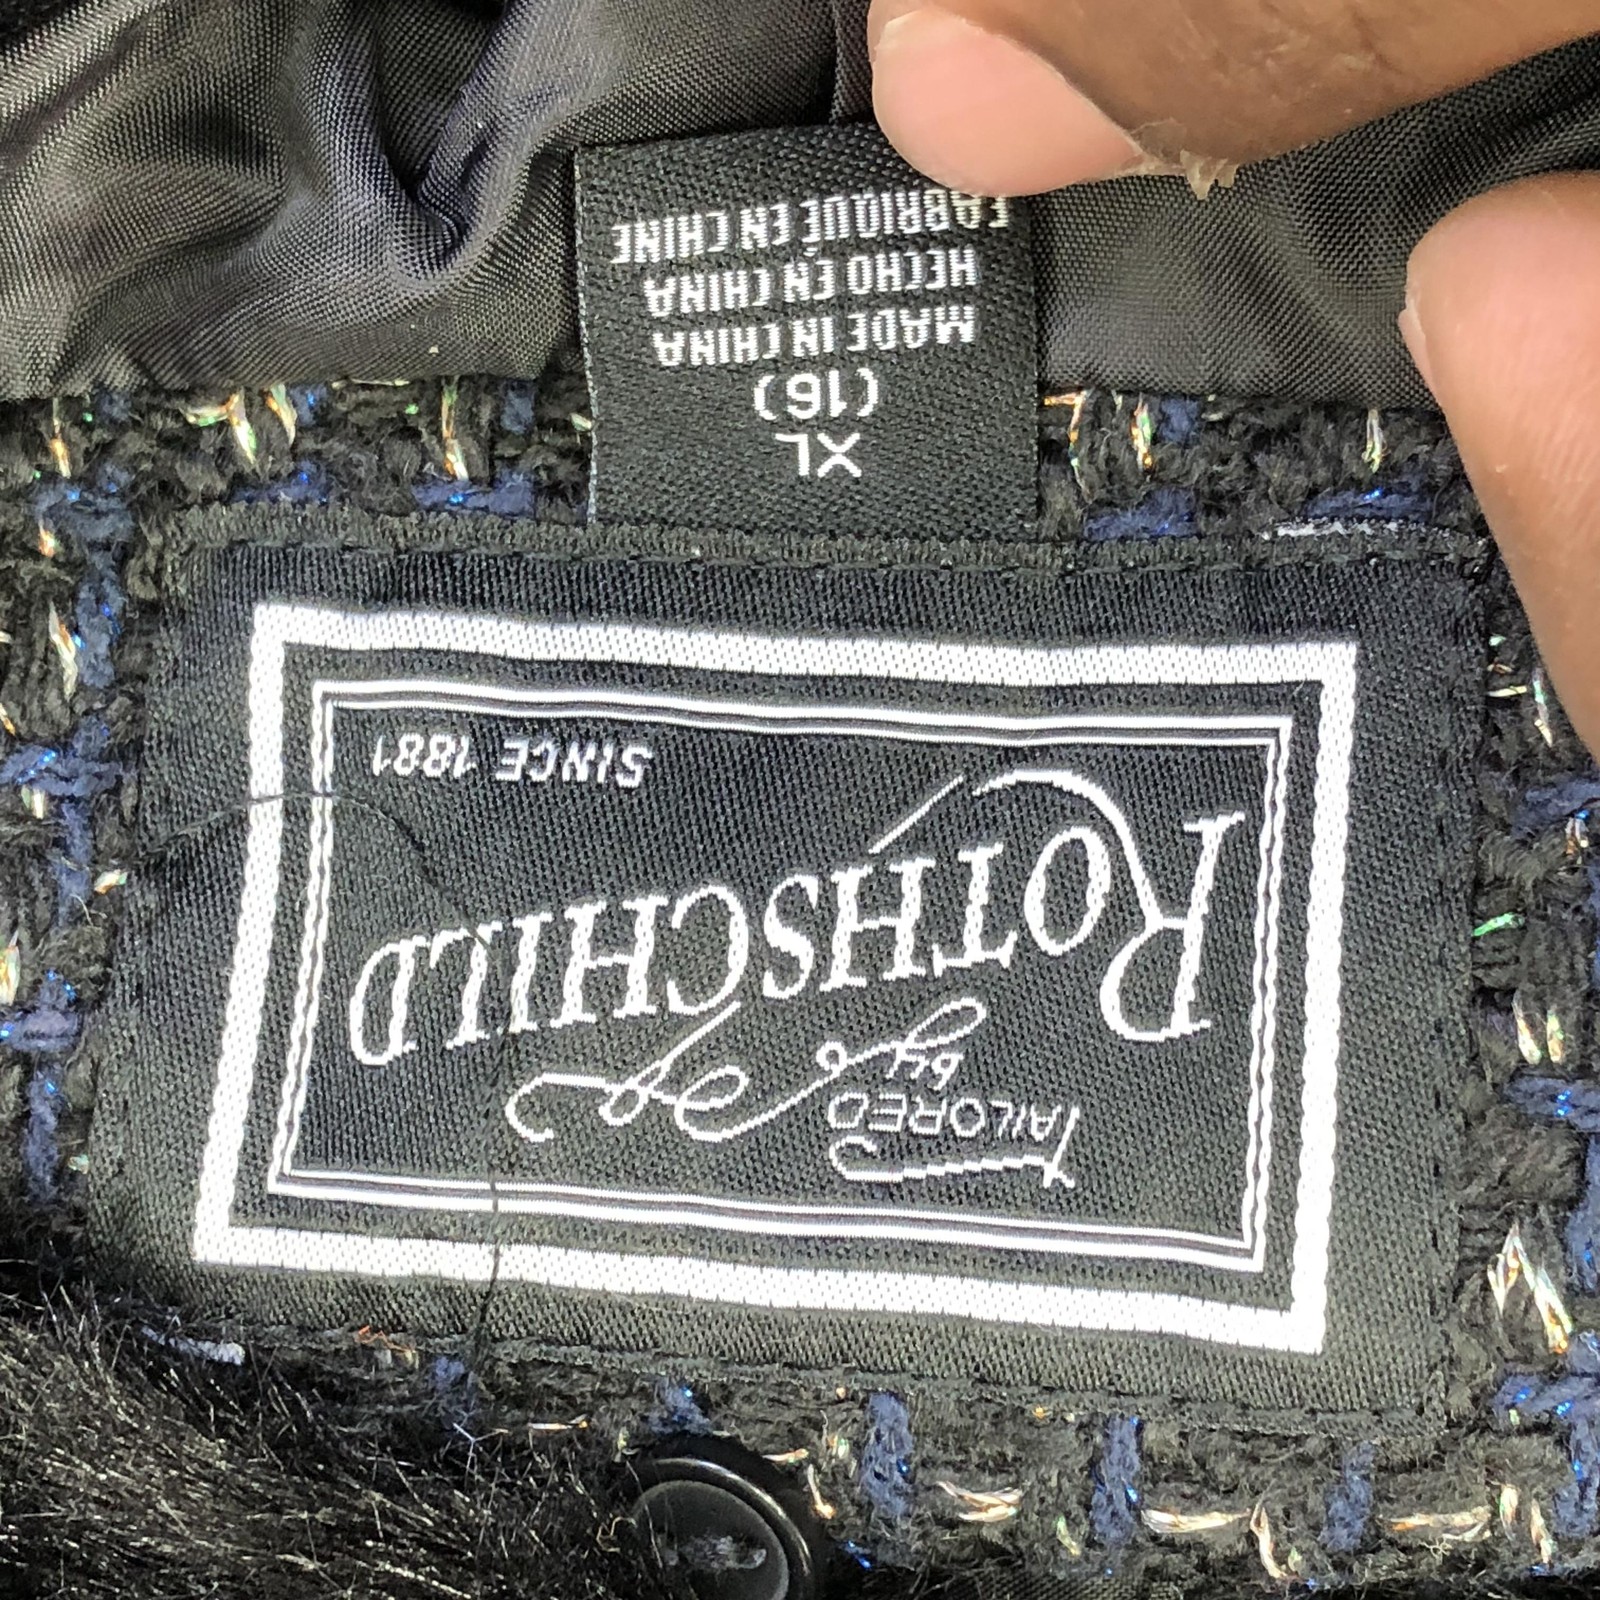 TAILORED
by
ROTHSCHILD
SINCE 1881
XL
(16)
MADE IN CHINA
HECHO EN CHINA
FABRIQUÉ EN CHINE